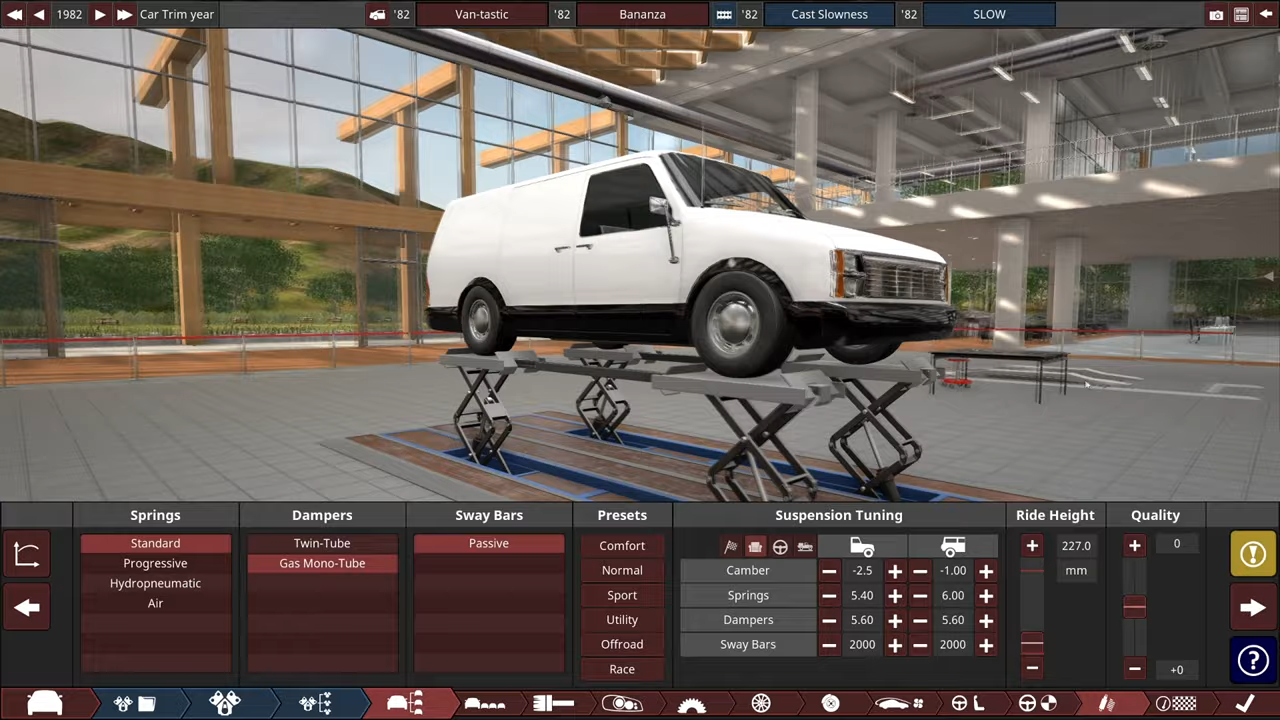 1982 Car Trim year '82 Van-tastic '82 Bananza '82 Cast Slowness '82 SLOW
Springs Dampers Sway Bars Presets Suspension Tuning Ride Height Quality
Standard
Progressive
Hydropneumatic
Air
Twin-Tube
Gas Mono-Tube
Passive
Comfort
Normal
Sport
Utility
Offroad
Race
Camber - -2.5 + - -1.00 +
Springs - 5.40 + - 6.00 +
Dampers - 5.60 + - 5.60 +
Sway Bars - 2000 + - 2000 +
+ 227.0
mm
-
+ 0
- +0
?